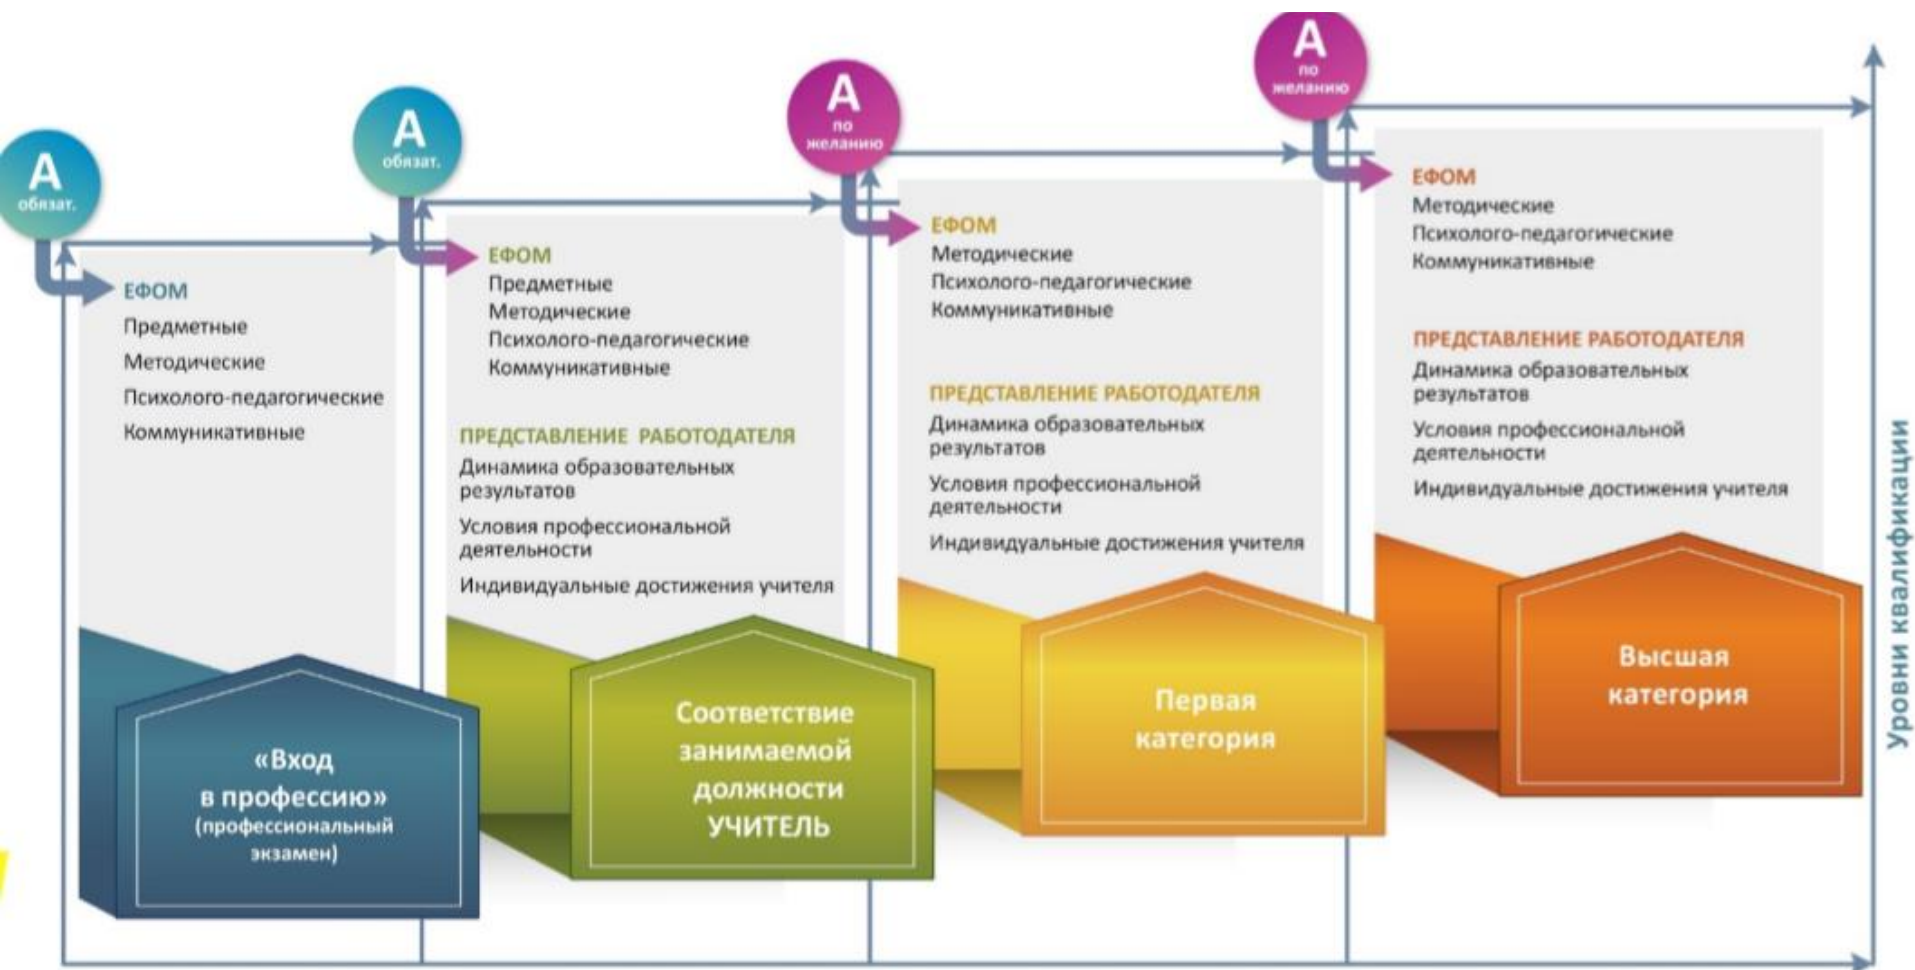 А
обязат.
ЕФОМ
Предметные
Методические
Психолого-педагогические
Коммуникативные
«Вход
в профессию»
(профессиональный
экзамен)
А
обязат.
ЕФОМ
Предметные
Методические
Психолого-педагогические
Коммуникативные
ПРЕДСТАВЛЕНИЕ РАБОТОДАТЕЛЯ
Динамика образовательных
результатов
Условия профессиональной
деятельности
Индивидуальные достижения учителя
Соответствие
занимаемой
должности
УЧИТЕЛЬ
А
по
желанию
ЕФОМ
Методические
Психолого-педагогические
Коммуникативные
ПРЕДСТАВЛЕНИЕ РАБОТОДАТЕЛЯ
Динамика образовательных
результатов
Условия профессиональной
деятельности
Индивидуальные достижения учителя
Первая
категория
А
по
желанию
ЕФОМ
Методические
Психолого-педагогические
Коммуникативные
ПРЕДСТАВЛЕНИЕ РАБОТОДАТЕЛЯ
Динамика образовательных
результатов
Условия профессиональной
деятельности
Индивидуальные достижения учителя
Высшая
категория
Уровни квалификации